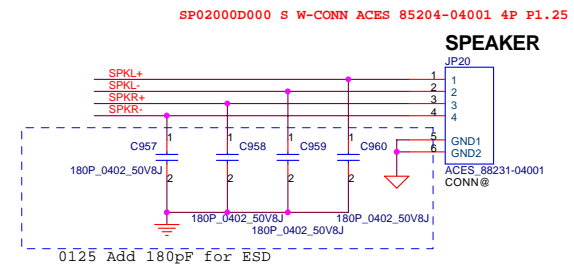 SP02000D000 S W-CONN ACES 85204-04001 4P P1.25
SPEAKER
JP20
SPKL+ 1 1
SPKL- 2 2
SPKR+ 3 3
SPKR- 4 4
5 GND1
6 GND2
ACES_88231-04001
CONN@
1 1 1 1
C957 C958 C959 C960
180P_0402_50V8J
2 2 2 2
180P_0402_50V8J 180P_0402_50V8J
180P_0402_50V8J
0125 Add 180pF for ESD